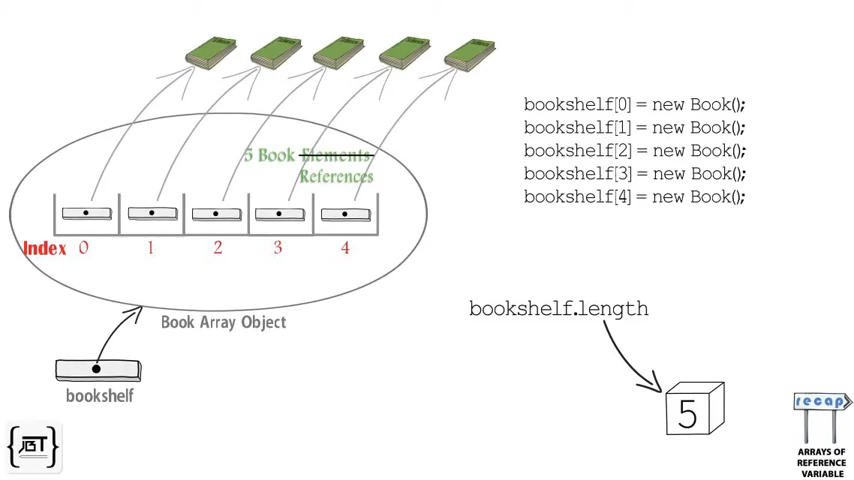 5 Book Elements
References
Index 0 1 2 3 4
Book Array Object
bookshelf
bookshelf[0] = new Book();
bookshelf[1] = new Book();
bookshelf[2] = new Book();
bookshelf[3] = new Book();
bookshelf[4] = new Book();
bookshelf.length
5
recap
ARRAYS OF
REFERENCE
VARIABLE